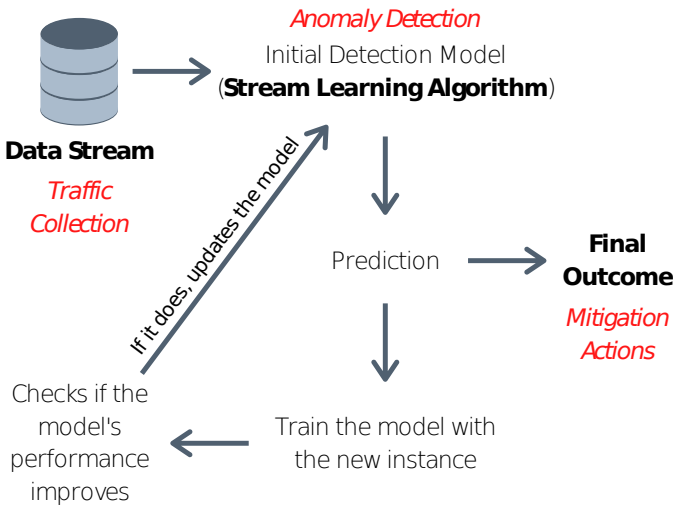 Anomaly Detection
Initial Detection Model
(Stream Learning Algorithm)
Data Stream
Traffic
Collection
If it does, updates the model
Prediction
Final
Outcome
Mitigation
Actions
Checks if the
model's
performance
improves
Train the model with
the new instance